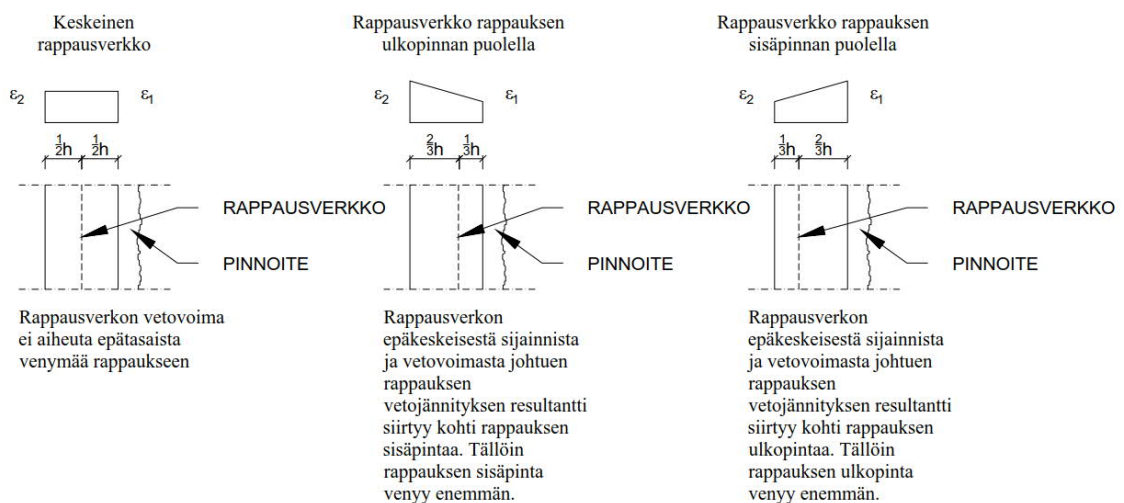 Keskeinen
rappausverkko
ε2 ε1
1/2h 1/2h
RAPPAUSVERKKO
PINNOITE
Rappausverkon vetovoima
ei aiheuta epätasaista
venymää rappaukseen
Rappausverkko rappauksen
ulkopinnan puolella
ε2 ε1
2/3h 1/3h
RAPPAUSVERKKO
PINNOITE
Rappausverkon
epäkeskeisestä sijainnista
ja vetovoimasta johtuen
rappauksen
vetojännityksen resultantti
siirtyy kohti rappauksen
sisäpintaa. Tällöin
rappauksen sisäpinta
venyy enemmän.
Rappausverkko rappauksen
sisäpinnan puolella
ε2 ε1
1/3h 2/3h
RAPPAUSVERKKO
PINNOITE
Rappausverkon
epäkeskeisestä sijainnista
ja vetovoimasta johtuen
rappauksen
vetojännityksen resultantti
siirtyy kohti rappauksen
ulkopintaa. Tällöin
rappauksen ulkopinta
venyy enemmän.